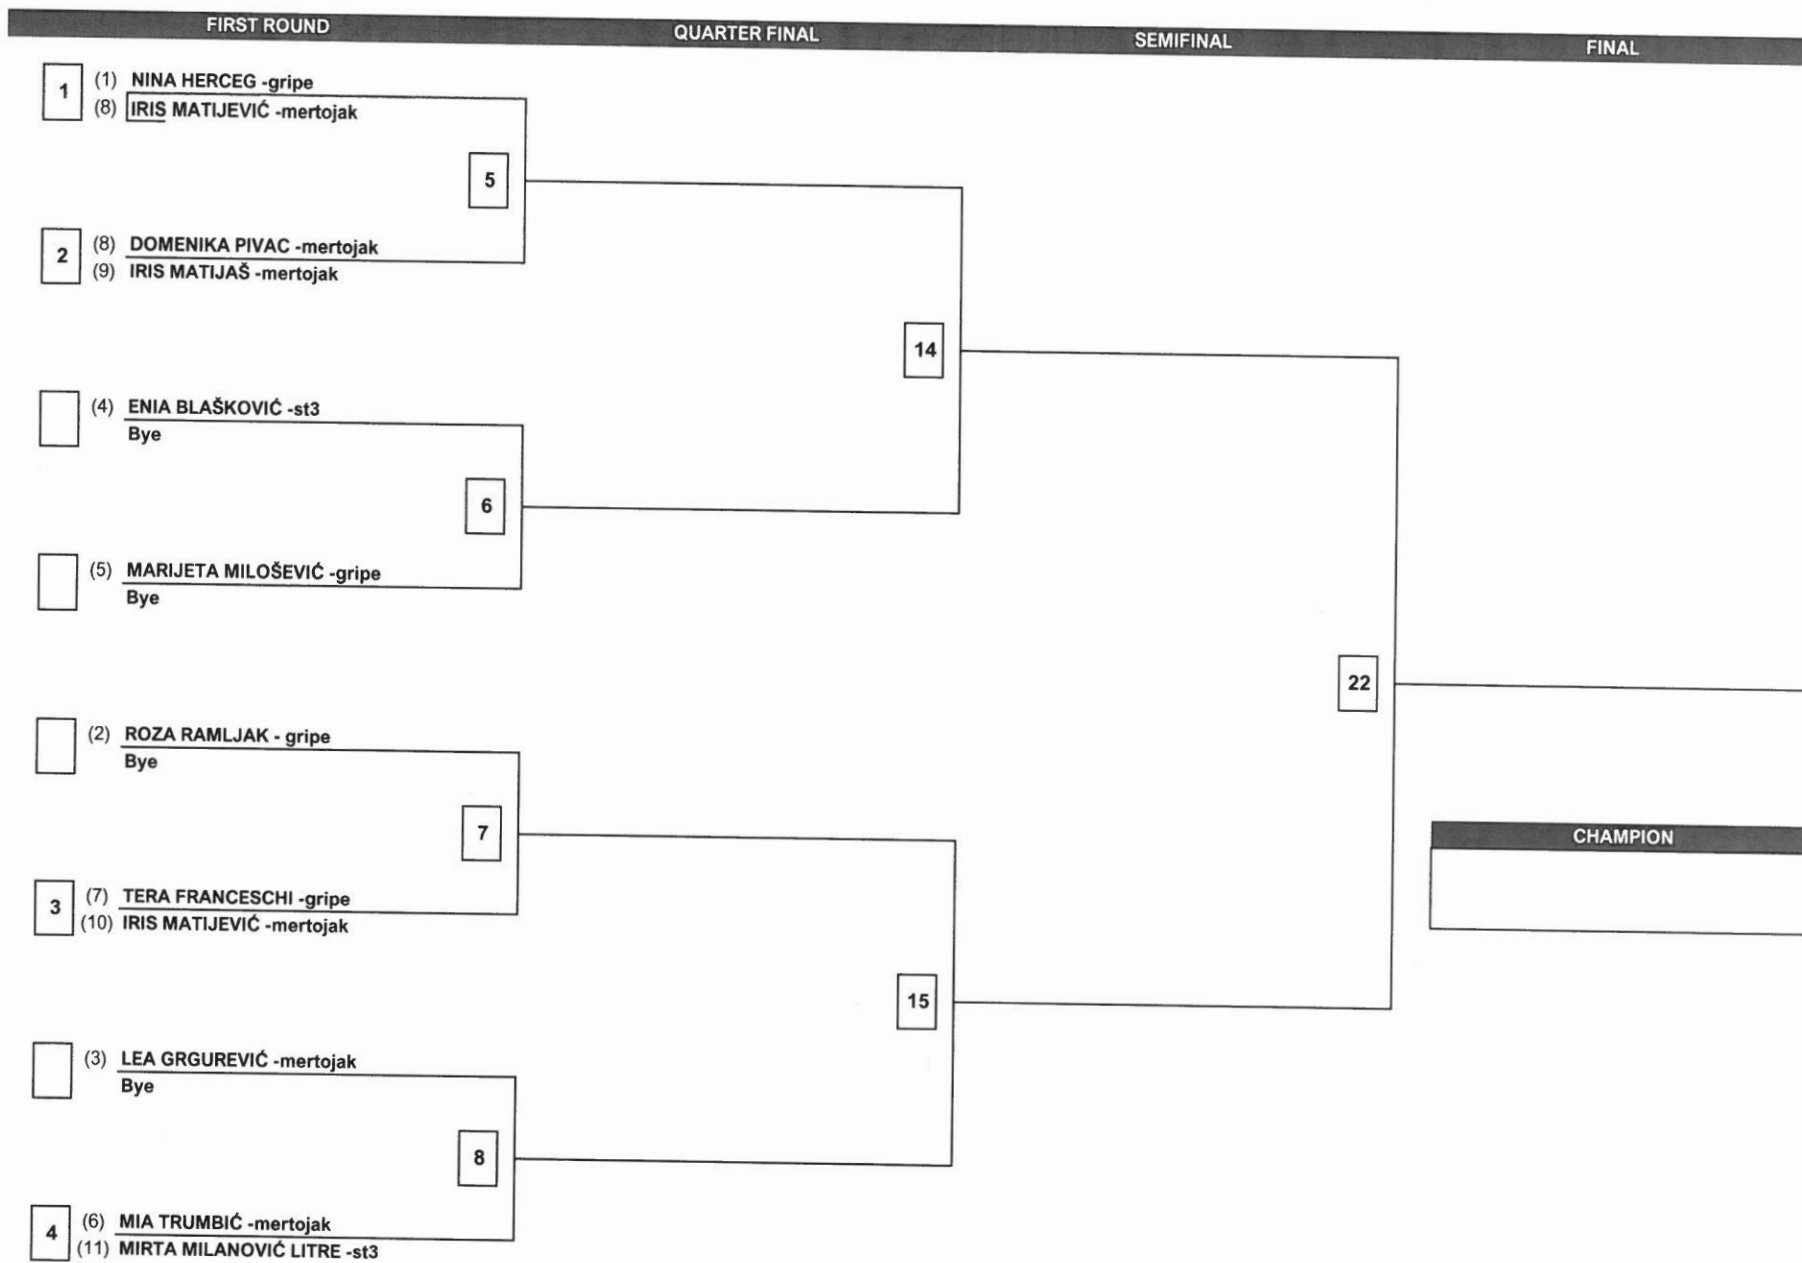 FIRST ROUND QUARTER FINAL SEMIFINAL FINAL
1 (1) NINA HERCEG -gripe
(8) IRIS MATIJEVIĆ -mertojak
5
2 (8) DOMENIKA PIVAC -mertojak
(9) IRIS MATIJAŠ -mertojak
14
(4) ENIA BLAŠKOVIĆ -st3
Bye
6
(5) MARIJETA MILOŠEVIĆ -gripe
Bye
22
(2) ROZA RAMLJAK - gripe
Bye
7
CHAMPION
3 (7) TERA FRANCESCHI -gripe
(10) IRIS MATIJEVIĆ -mertojak
15
(3) LEA GRGUREVIĆ -mertojak
Bye
8
4 (6) MIA TRUMBIĆ -mertojak
(11) MIRTA MILANOVIĆ LITRE -st3